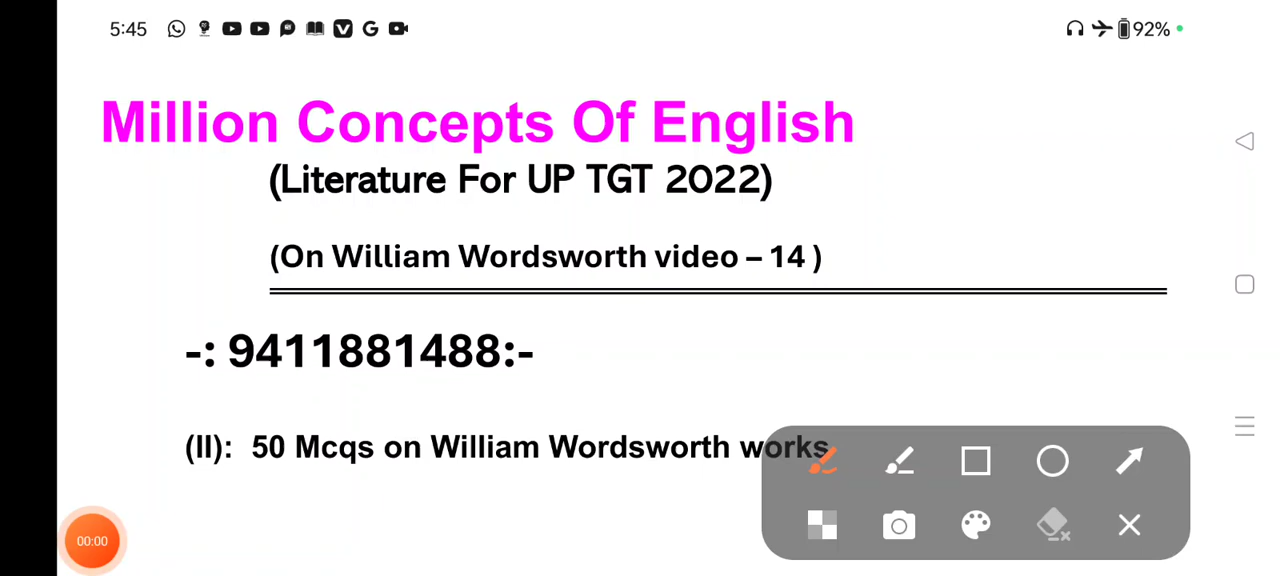 5:45 92%
Million Concepts Of English
(Literature For UP TGT 2022)
(On William Wordsworth video – 14 )
-: 9411881488:-
(II): 50 Mcqs on William Wordsworth works
00:00